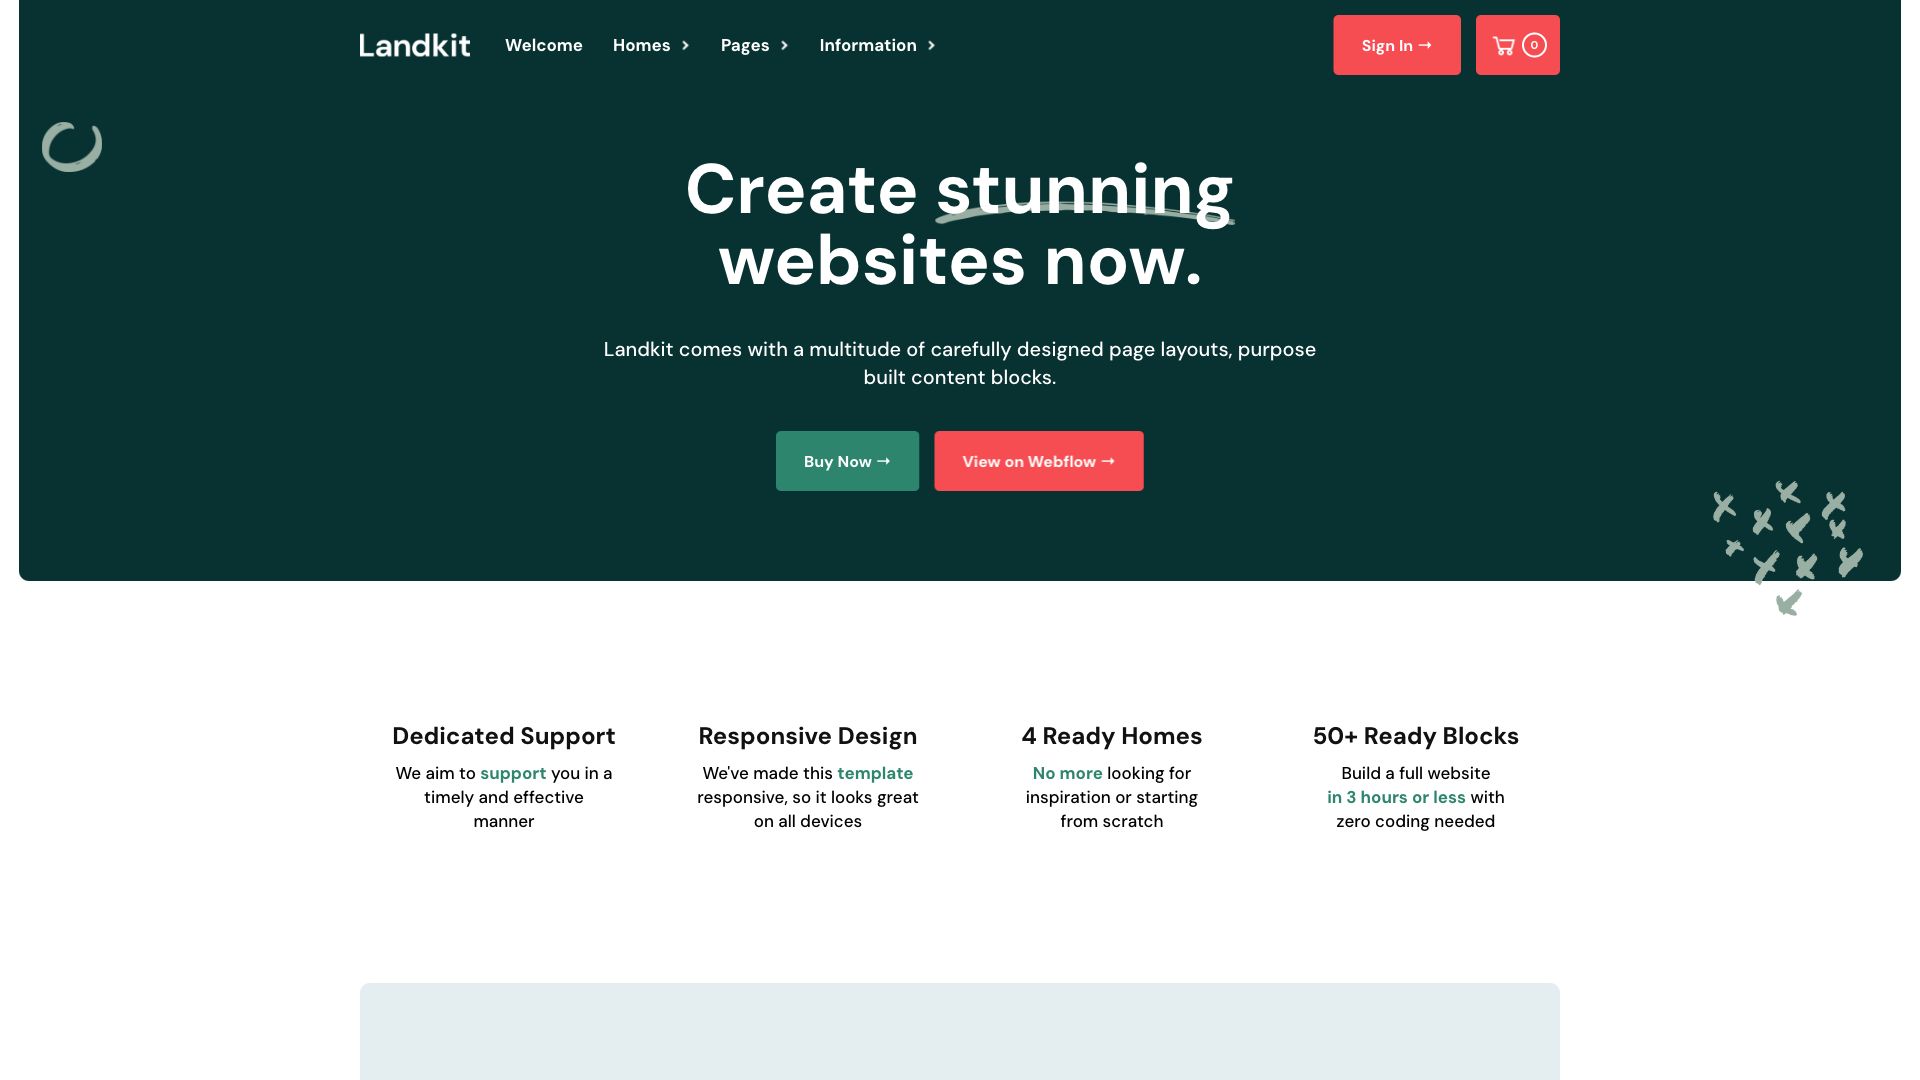 Landkit Welcome Homes Pages Information Sign In → 0
Create stunning
websites now.
Landkit comes with a multitude of carefully designed page layouts, purpose
built content blocks.
Buy Now → View on Webflow →
Dedicated Support
We aim to support you in a
timely and effective
manner
Responsive Design
We've made this template
responsive, so it looks great
on all devices
4 Ready Homes
No more looking for
inspiration or starting
from scratch
50+ Ready Blocks
Build a full website
in 3 hours or less with
zero coding needed